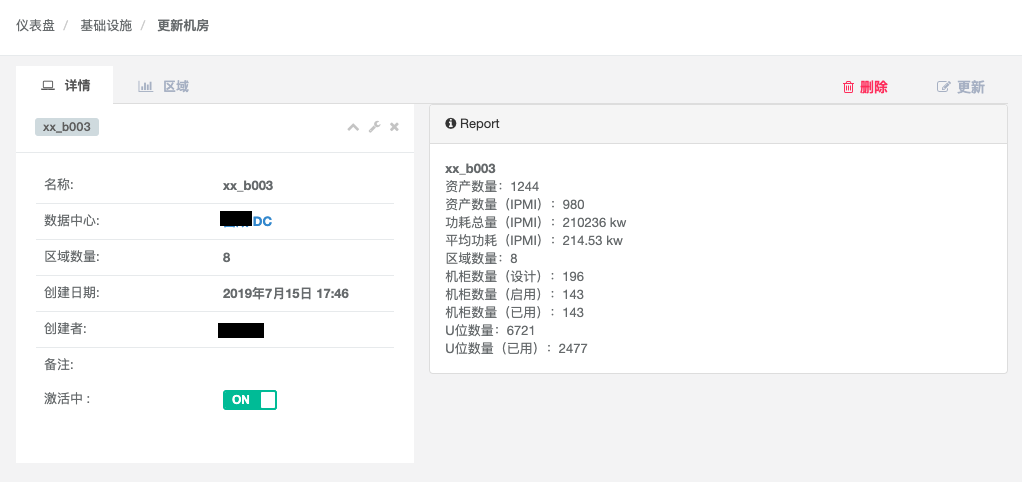 仪表盘 / 基础设施 / 更新机房
详情 区域 删除 更新
xx_b003
名称: xx_b003
数据中心: DC
区域数量: 8
创建日期: 2019年7月15日 17:46
创建者:
备注:
激活中 : ON
Report
xx_b003
资产数量：1244
资产数量（IPMI）：980
功耗总量（IPMI）：210236 kw
平均功耗（IPMI）：214.53 kw
区域数量：8
机柜数量（设计）：196
机柜数量（启用）：143
机柜数量（已用）：143
U位数量：6721
U位数量（已用）：2477